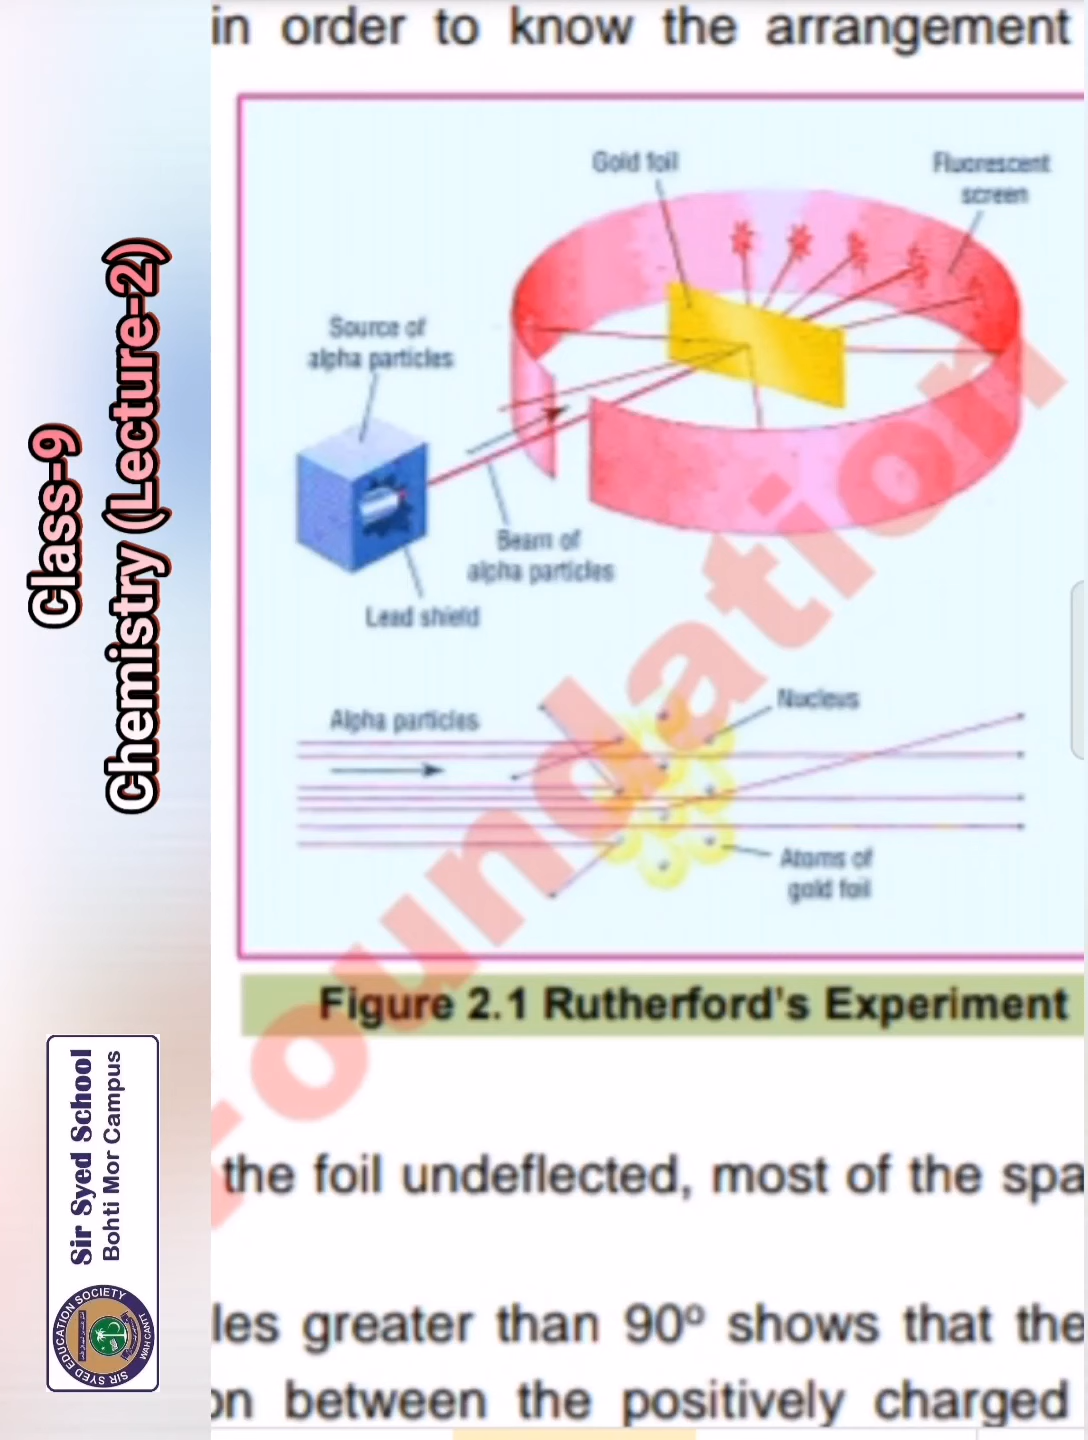 in order to know the arrangement
Gold foil
Fluorescent
screen
Source of
alpha particles
Beam of
alpha particles
Lead shield
Alpha particles
Nucleus
Atoms of
gold foil
Figure 2.1 Rutherford's Experiment
the foil undeflected, most of the spa
les greater than 90º shows that the
on between the positively charged
Foundation
Class-9
Chemistry (Lecture-2)
Sir Syed School
Bohti Mor Campus
SIR SYED EDUCATION SOCIETY
WAH CANTT